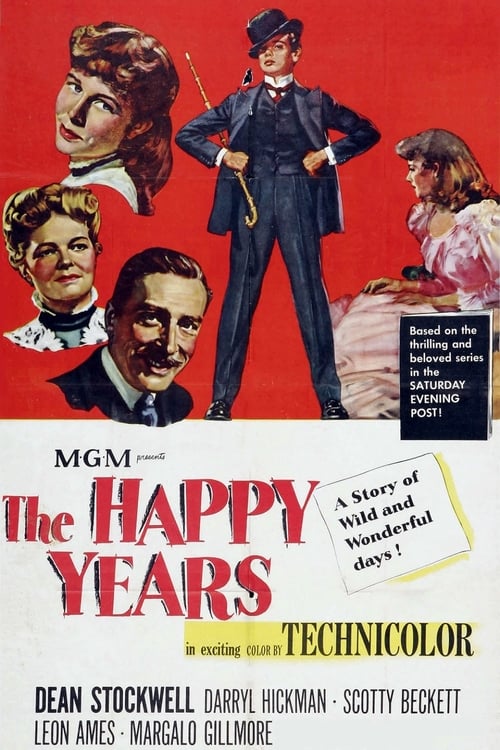 Based on the
thrilling and
beloved series
in the
SATURDAY
EVENING
POST!
M-G-M presents
The HAPPY
YEARS
A Story of
Wild and
Wonderful
days!
in exciting COLOR BY TECHNICOLOR
DEAN STOCKWELL DARRYL HICKMAN · SCOTTY BECKETT
LEON AMES · MARGALO GILLMORE